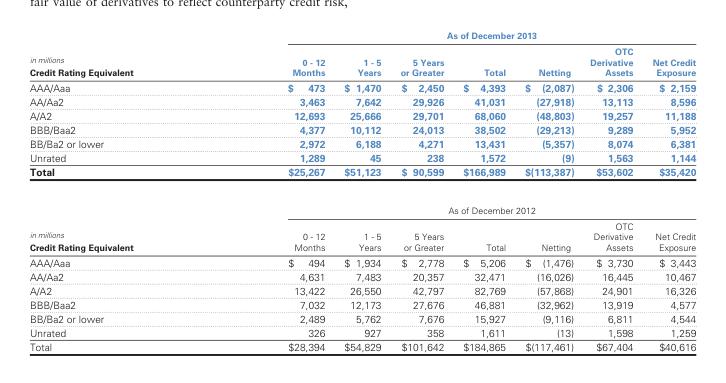 fair value of derivatives to reflect counterparty credit risk,
As of December 2013
in millions
Credit Rating Equivalent 0 - 12 Months 1 - 5 Years 5 Years or Greater Total Netting OTC Derivative Assets Net Credit Exposure
AAA/Aaa $ 473 $ 1,470 $ 2,450 $ 4,393 $ (2,087) $ 2,306 $ 2,159
AA/Aa2 3,463 7,642 29,926 41,031 (27,918) 13,113 8,596
A/A2 12,693 25,666 29,701 68,060 (48,803) 19,257 11,188
BBB/Baa2 4,377 10,112 24,013 38,502 (29,213) 9,289 5,952
BB/Ba2 or lower 2,972 6,188 4,271 13,431 (5,357) 8,074 6,381
Unrated 1,289 45 238 1,572 (9) 1,563 1,144
Total $25,267 $51,123 $ 90,599 $166,989 $(113,387) $53,602 $35,420
As of December 2012
in millions
Credit Rating Equivalent 0 - 12 Months 1 - 5 Years 5 Years or Greater Total Netting OTC Derivative Assets Net Credit Exposure
AAA/Aaa $ 494 $ 1,934 $ 2,778 $ 5,206 $ (1,476) $ 3,730 $ 3,443
AA/Aa2 4,631 7,483 20,357 32,471 (16,026) 16,445 10,467
A/A2 13,422 26,550 42,797 82,769 (57,868) 24,901 16,326
BBB/Baa2 7,032 12,173 27,676 46,881 (32,962) 13,919 4,577
BB/Ba2 or lower 2,489 5,762 7,676 15,927 (9,116) 6,811 4,544
Unrated 326 927 358 1,611 (13) 1,598 1,259
Total $28,394 $54,829 $101,642 $184,865 $(117,461) $67,404 $40,616